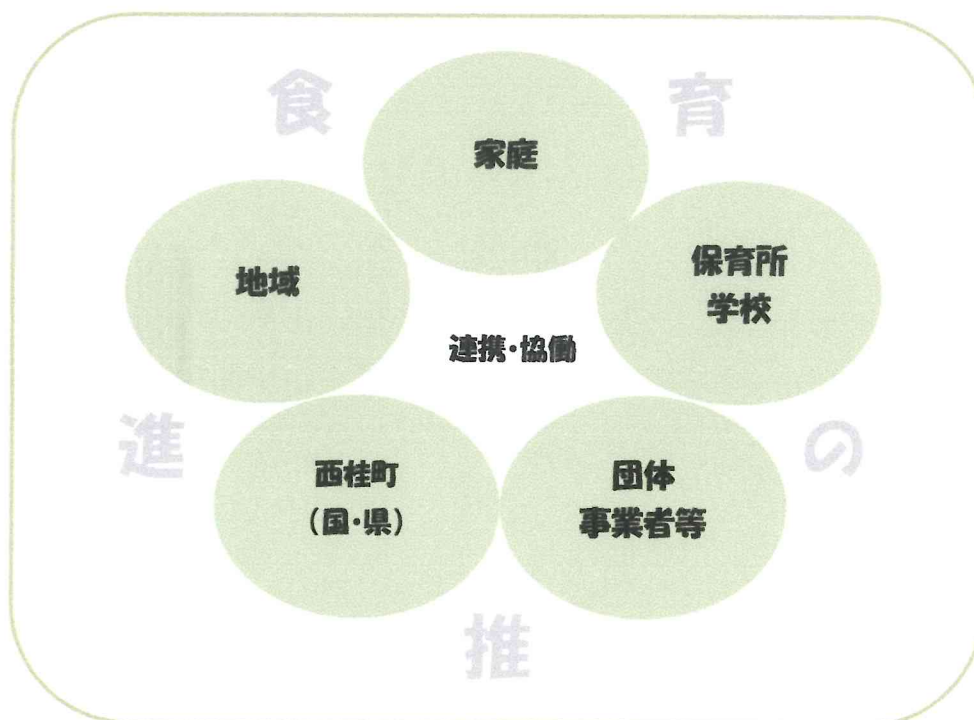 食
育
の
推
進
家庭
保育所
学校
団体
事業者等
西桂町
(国・県)
地域
連携・協働